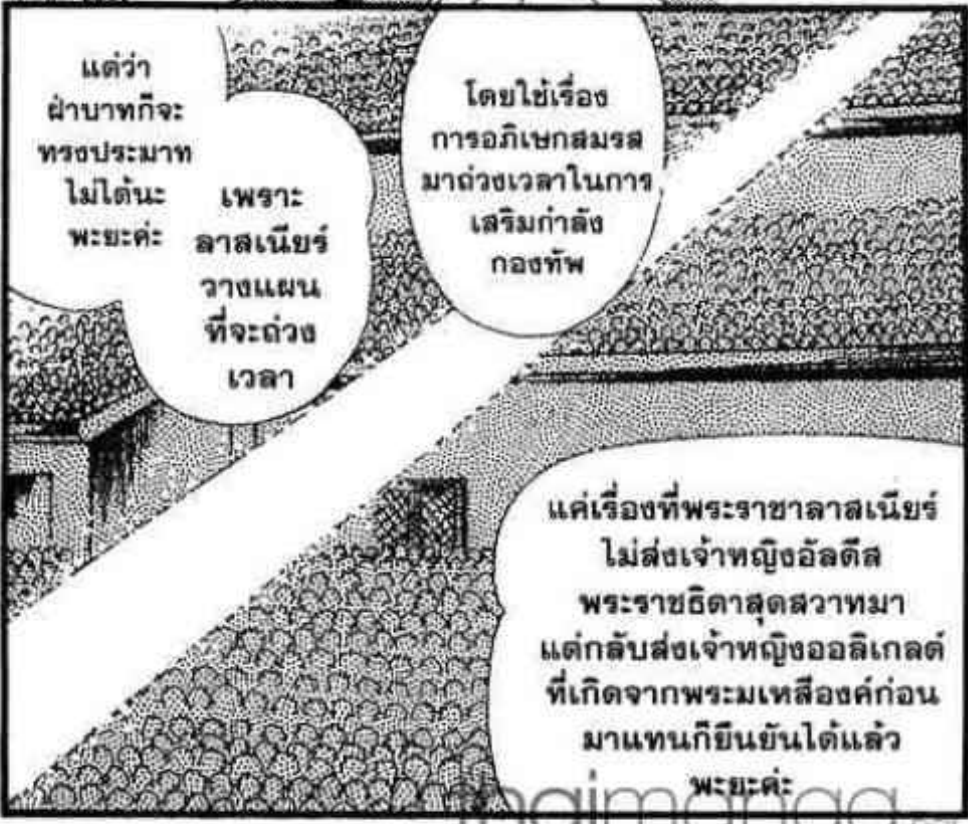 แต่ว่า
ฝ่าบาทก็จะ
ทรงประมาท
ไม่ได้นะ
พะยะค่ะ
เพราะ
ลาสเนียร์
วางแผน
ที่จะถ่วง
เวลา
โดยใช้เรื่อง
การอภิเษกสมรส
มาถ่วงเวลาในการ
เสริมกำลัง
กองทัพ
แค่เรื่องที่พระราชาลาสเนียร์
ไม่ส่งเจ้าหญิงอัลดีส
พระราชธิดาสุดสวาทมา
แต่กลับส่งเจ้าหญิงออลิเกลต์
ที่เกิดจากพระมเหสีองค์ก่อน
มาแทนก็ยืนยันได้แล้ว
พะยะค่ะ